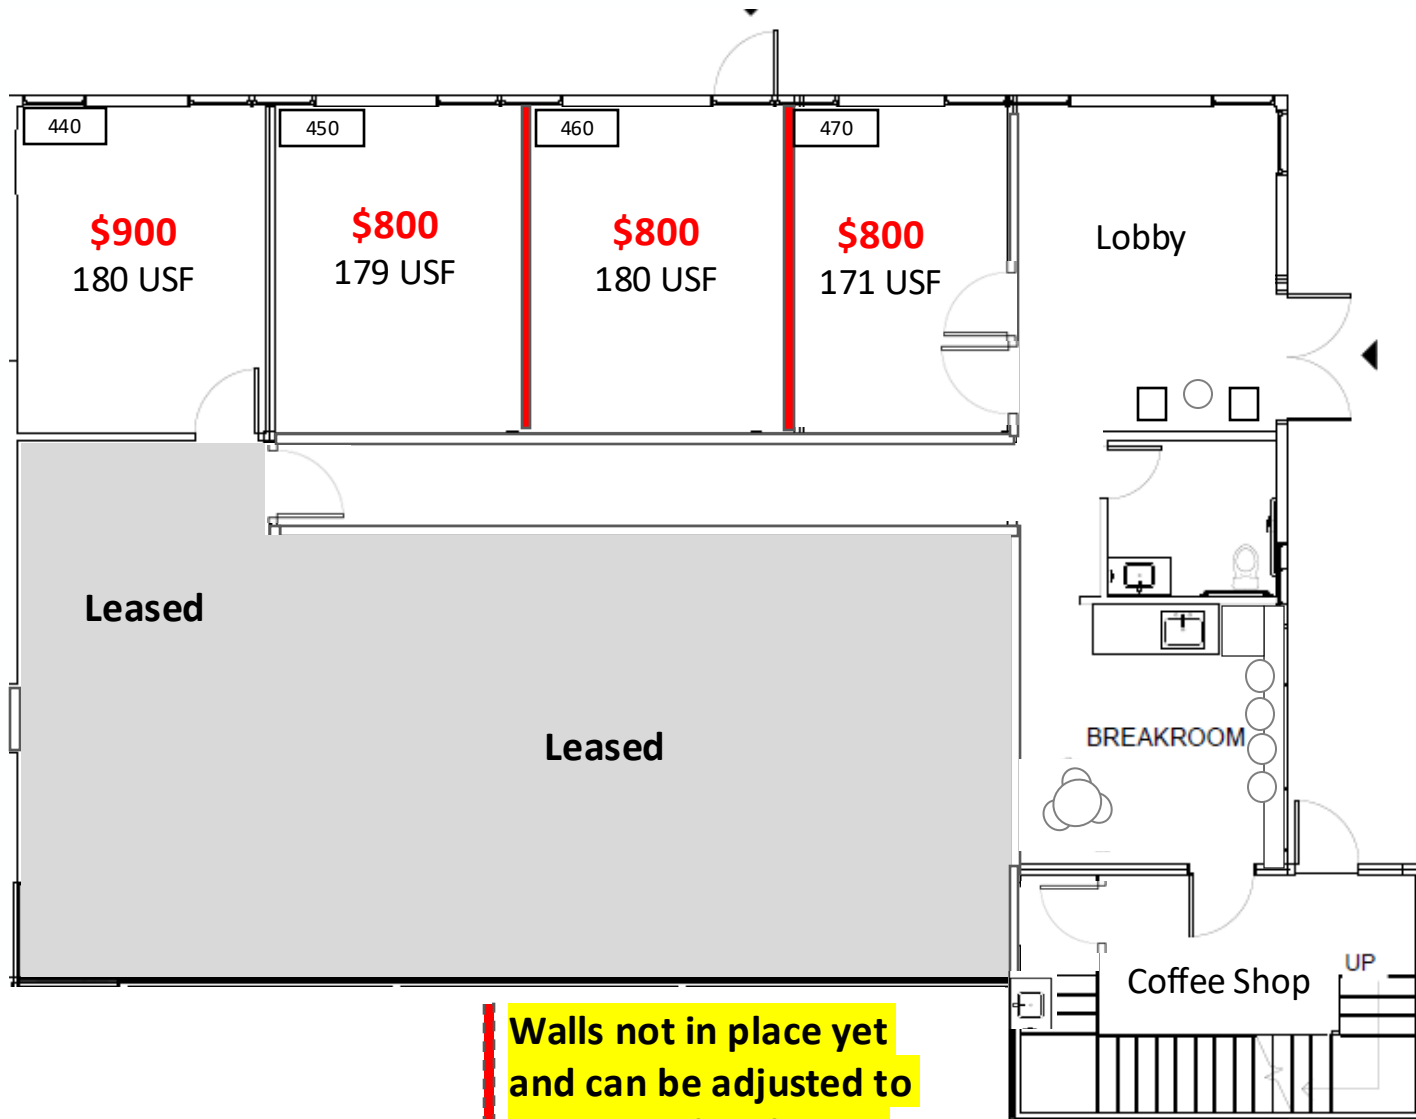 440
450
460
470
$900
180 USF
$800
179 USF
$800
180 USF
$800
171 USF
Lobby
Leased
Leased
BREAKROOM
Coffee Shop
UP
Walls not in place yet
and can be adjusted to